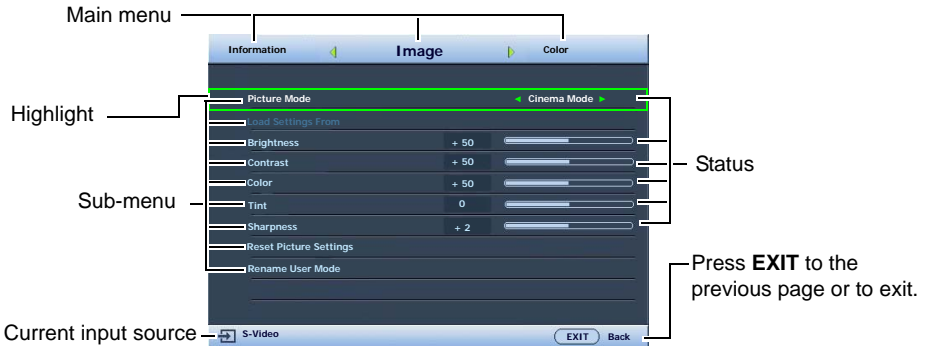 Main menu
Information Image Color
Highlight
Picture Mode Cinema Mode
Load Settings From
Brightness + 50
Contrast + 50
Status
Color + 50
Sub-menu
Tint 0
Sharpness + 2
Reset Picture Settings
Rename User Mode
Press EXIT to the
previous page or to exit.
Current input source
S-Video EXIT Back